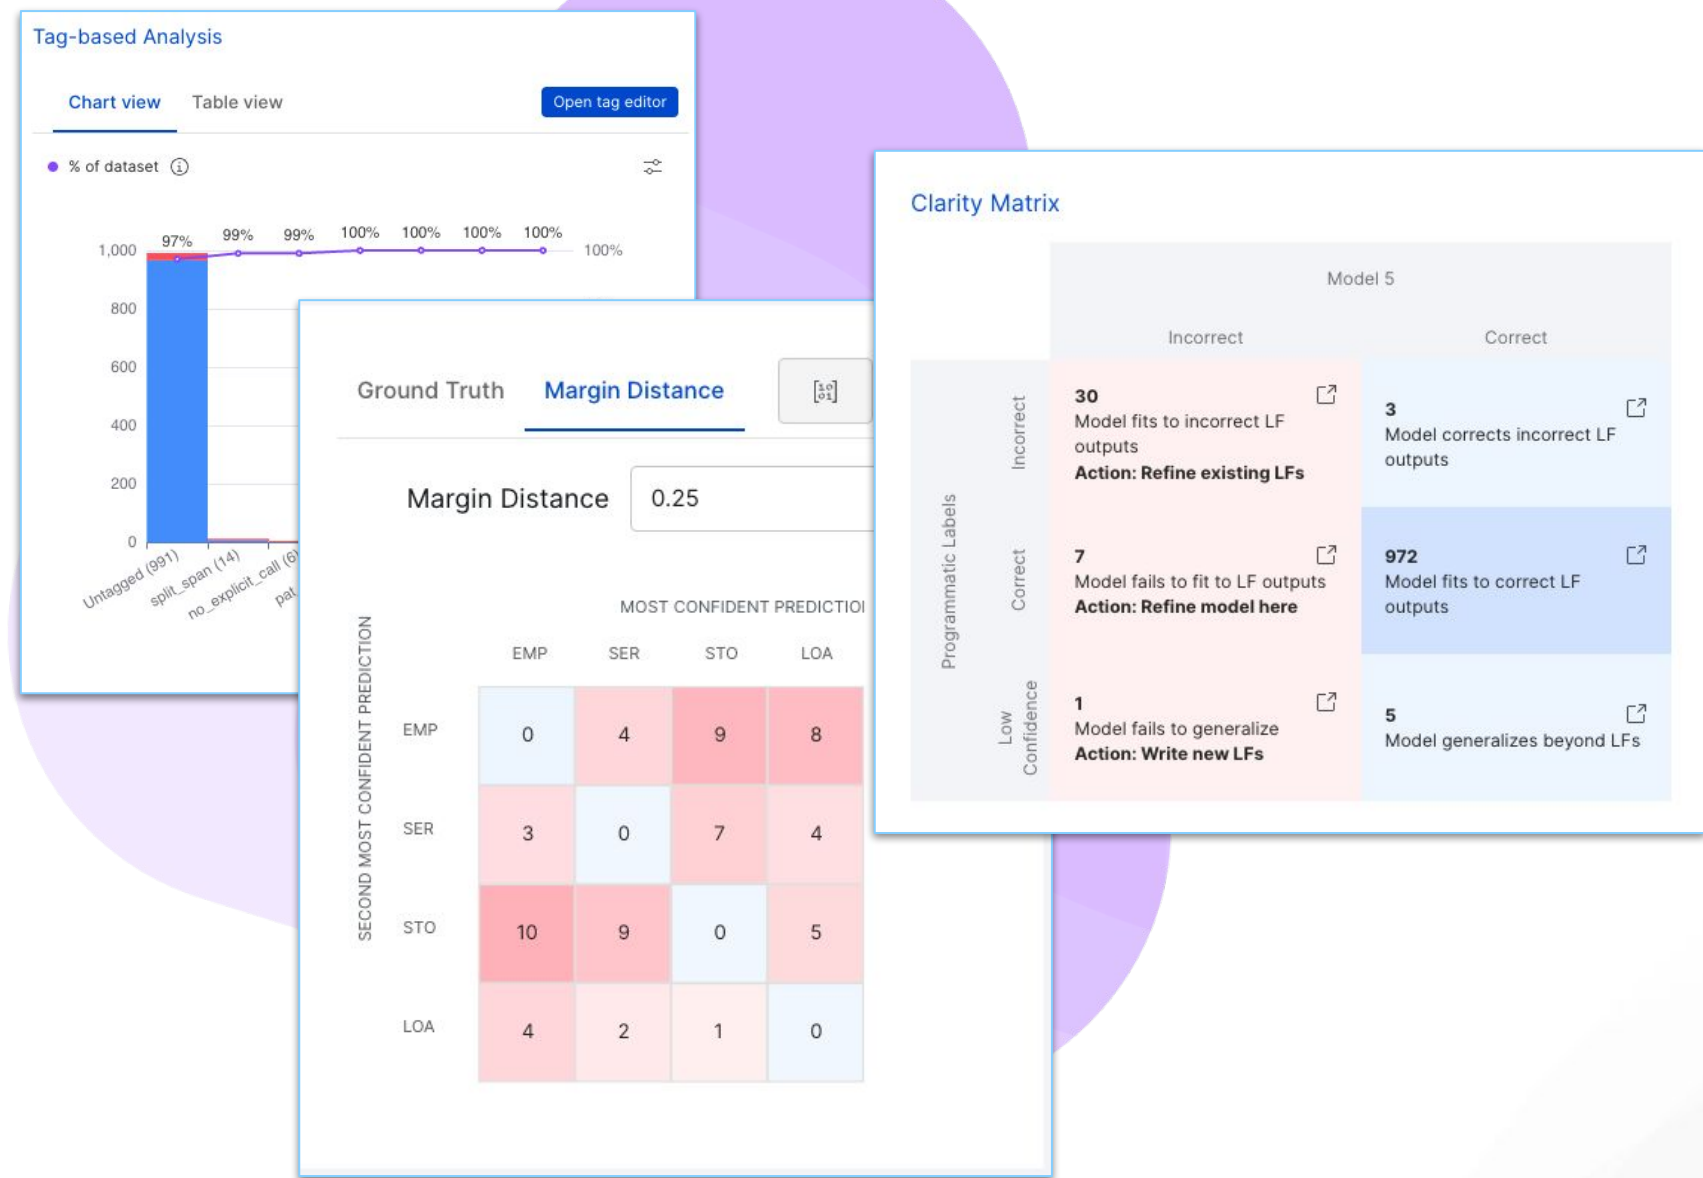 Tag-based Analysis
Chart view
Table view
Open tag editor
% of dataset
1,000
800
600
400
200
0
97%
99%
99%
100%
100%
100%
100%
100%
Untagged (991)
split_span (14)
no_explicit_call (6)
pat
Ground Truth
Margin Distance
Margin Distance
0.25
MOST CONFIDENT PREDICTIO
SECOND MOST CONFIDENT PREDICTION
EMP SER STO LOA
EMP 0 4 9 8
SER 3 0 7 4
STO 10 9 0 5
LOA 4 2 1 0
Clarity Matrix
Model 5
Incorrect
Correct
Programmatic Labels
Incorrect
30
Model fits to incorrect LF
outputs
Action: Refine existing LFs
3
Model corrects incorrect LF
outputs
Correct
7
Model fails to fit to LF outputs
Action: Refine model here
972
Model fits to correct LF
outputs
Low
Confidence
1
Model fails to generalize
Action: Write new LFs
5
Model generalizes beyond LFs